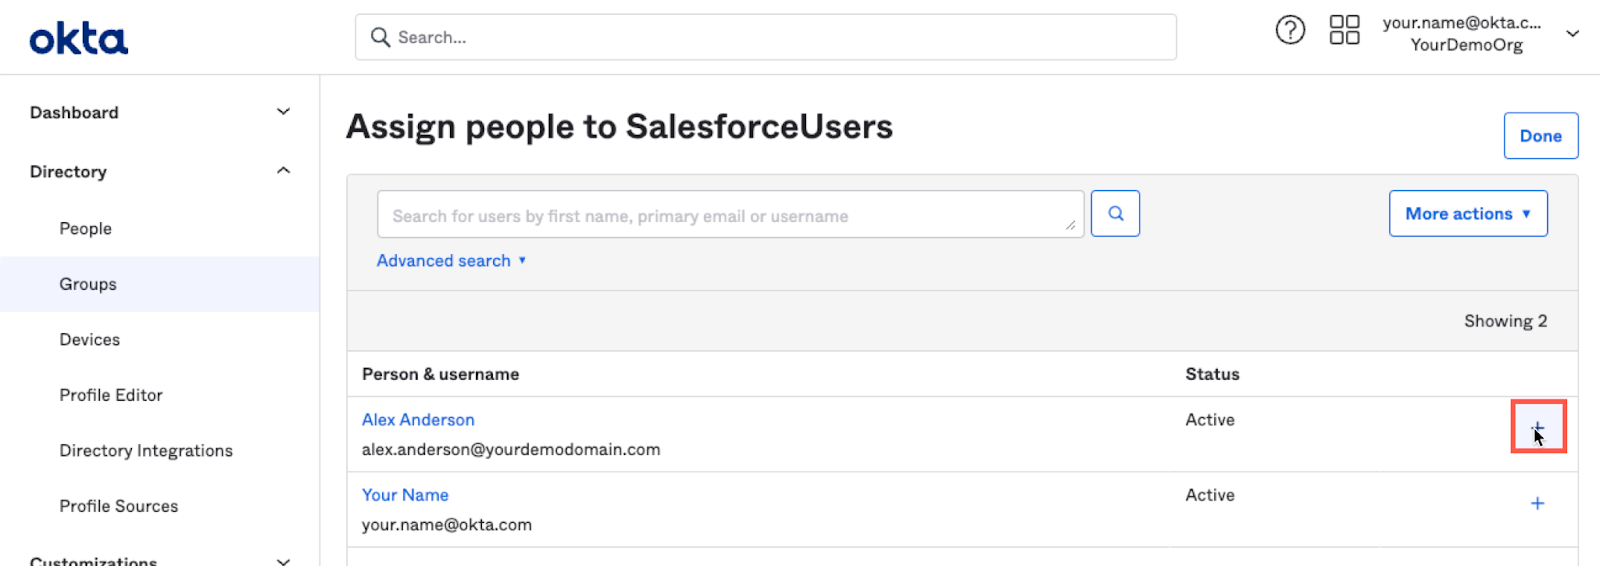 okta
Search...
your.name@okta.c...
YourDemoOrg
Dashboard
Directory
People
Groups
Devices
Profile Editor
Directory Integrations
Profile Sources
Customizations
Assign people to SalesforceUsers
Done
Search for users by first name, primary email or username
More actions
Advanced search
Showing 2
Person & username
Status
Alex Anderson
Active
alex.anderson@yourdemodomain.com
Your Name
Active
your.name@okta.com